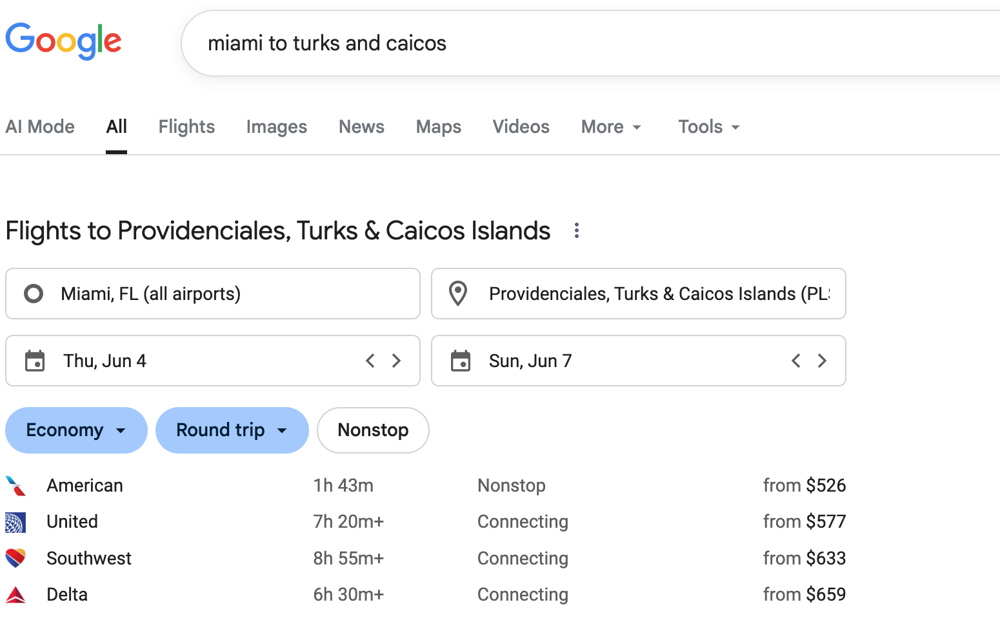 Google
miami to turks and caicos
AI Mode All Flights Images News Maps Videos More Tools
Flights to Providenciales, Turks & Caicos Islands
Miami, FL (all airports) Providenciales, Turks & Caicos Islands (PL
Thu, Jun 4 Sun, Jun 7
Economy Round trip Nonstop
American 1h 43m Nonstop from $526
United 7h 20m+ Connecting from $577
Southwest 8h 55m+ Connecting from $633
Delta 6h 30m+ Connecting from $659